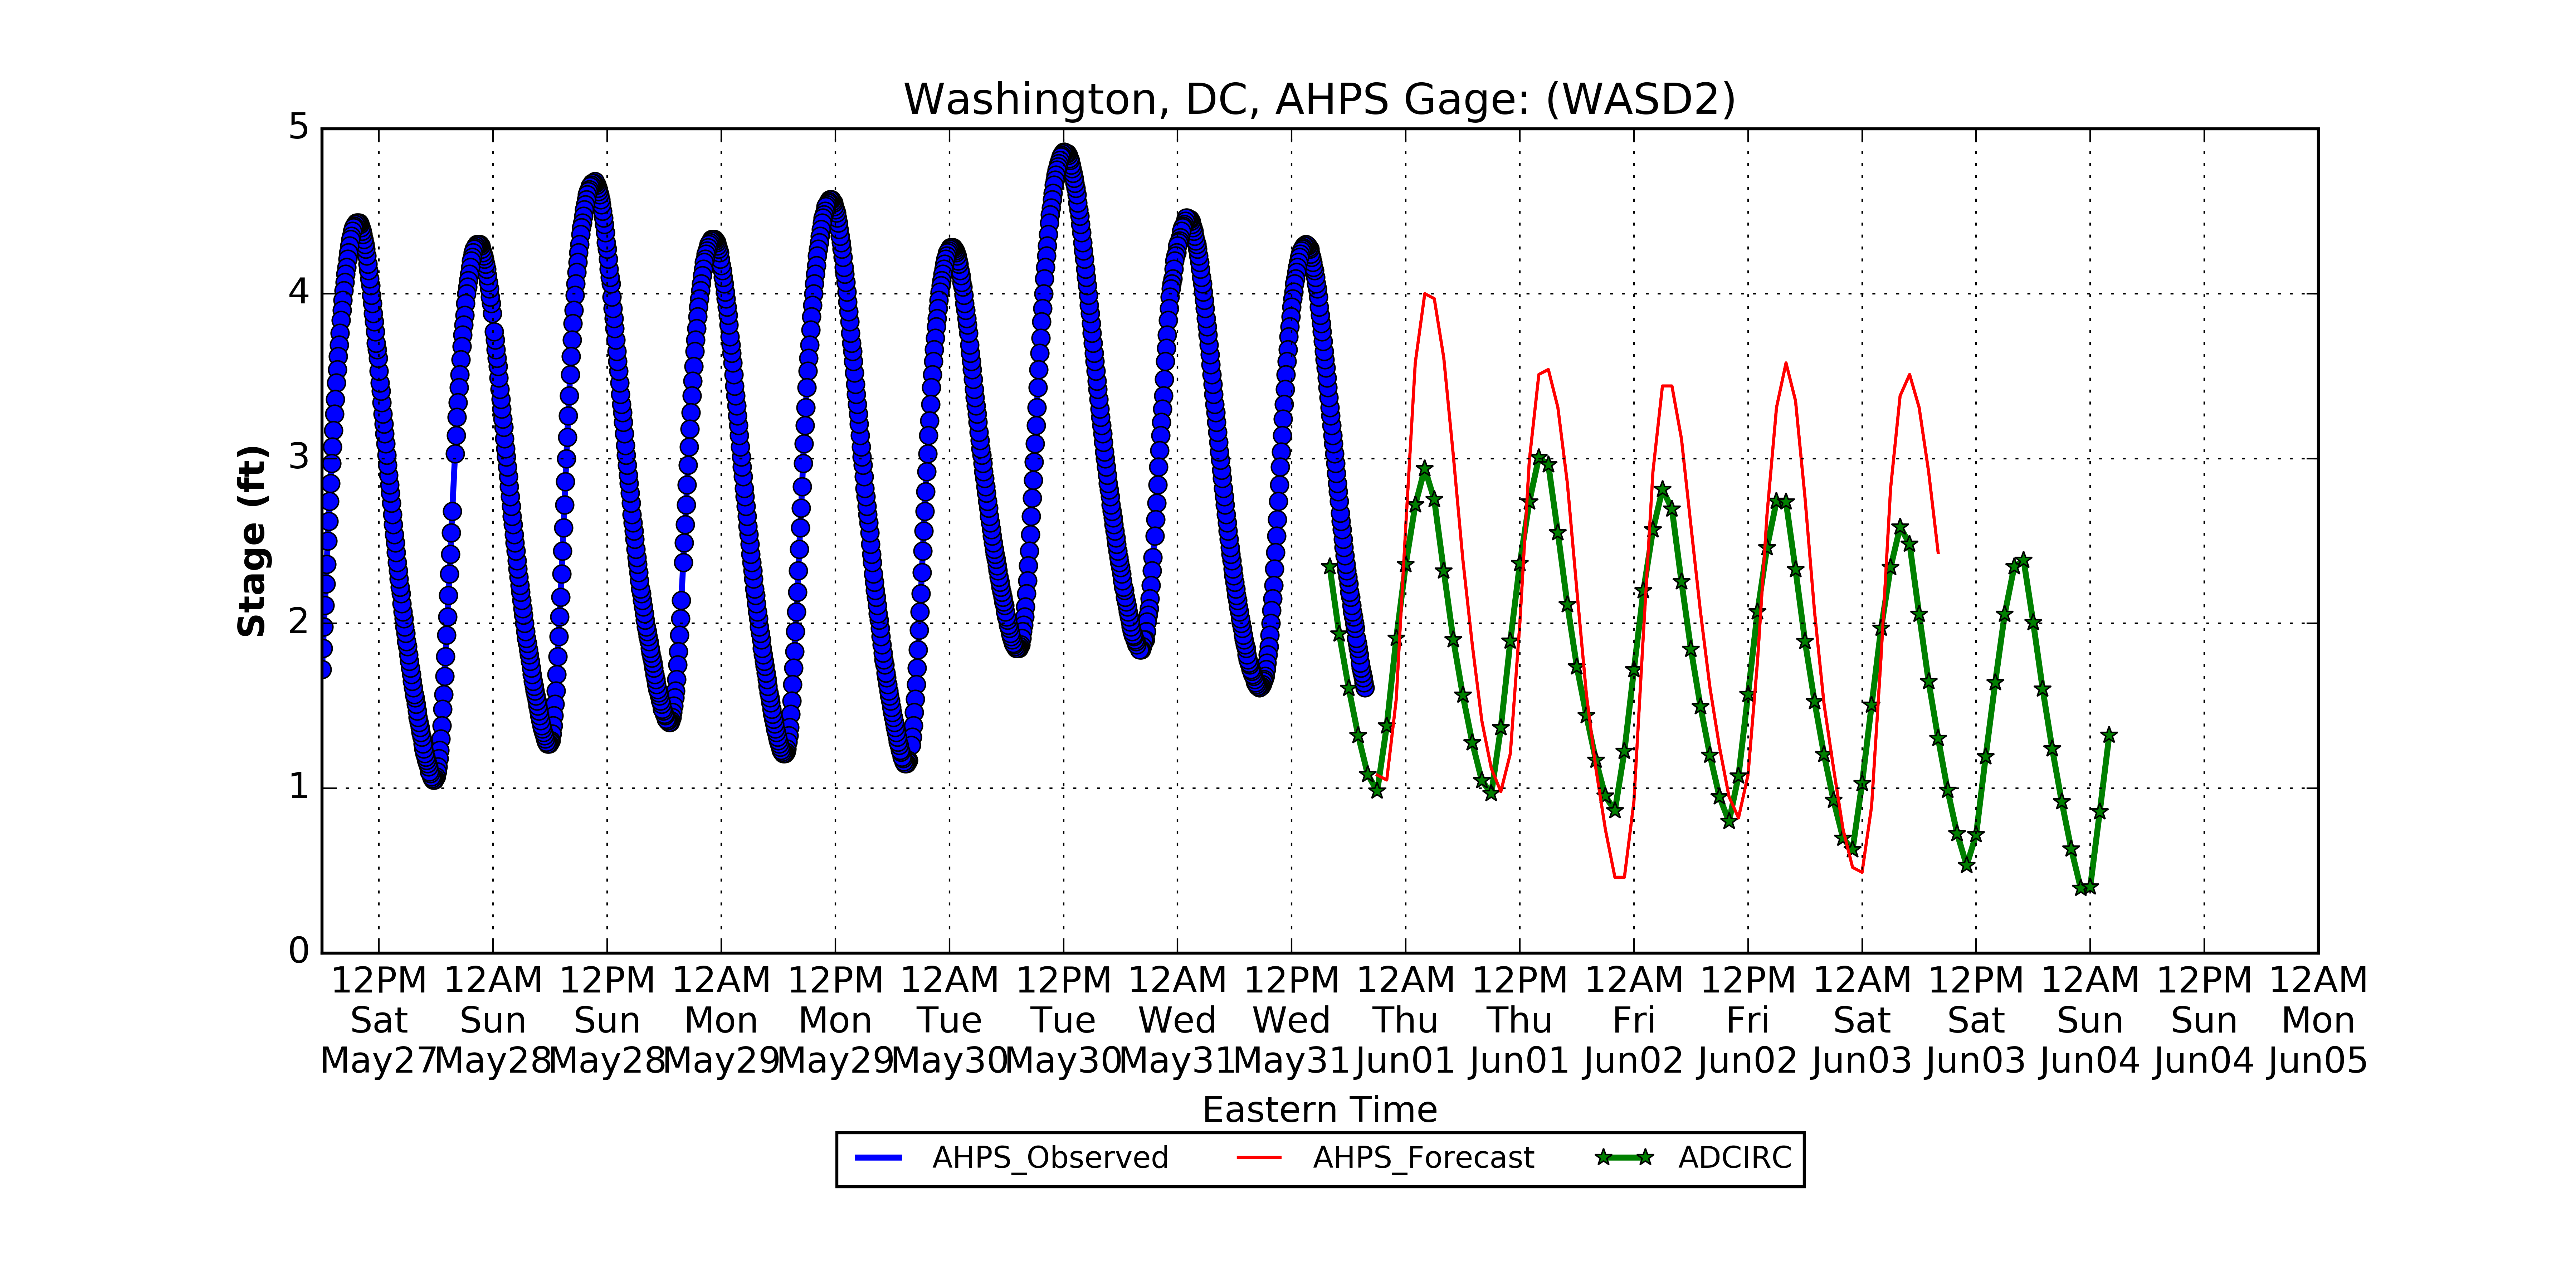 Washington, DC, AHPS Gage: (WASD2)
5
4
3
2
1
0
Stage (ft)
12PM 12AM 12PM 12AM 12PM 12AM 12PM 12AM 12PM 12AM 12PM 12AM 12PM 12AM 12PM 12AM 12PM 12AM
Sat Sun Sun Mon Mon Tue Tue Wed Wed Thu Thu Fri Fri Sat Sat Sun Sun Mon
May27 May28 May28 May29 May29 May30 May30 May31 May31 Jun01 Jun01 Jun02 Jun02 Jun03 Jun03 Jun04 Jun04 Jun05
Eastern Time
AHPS_Observed AHPS_Forecast ADCIRC